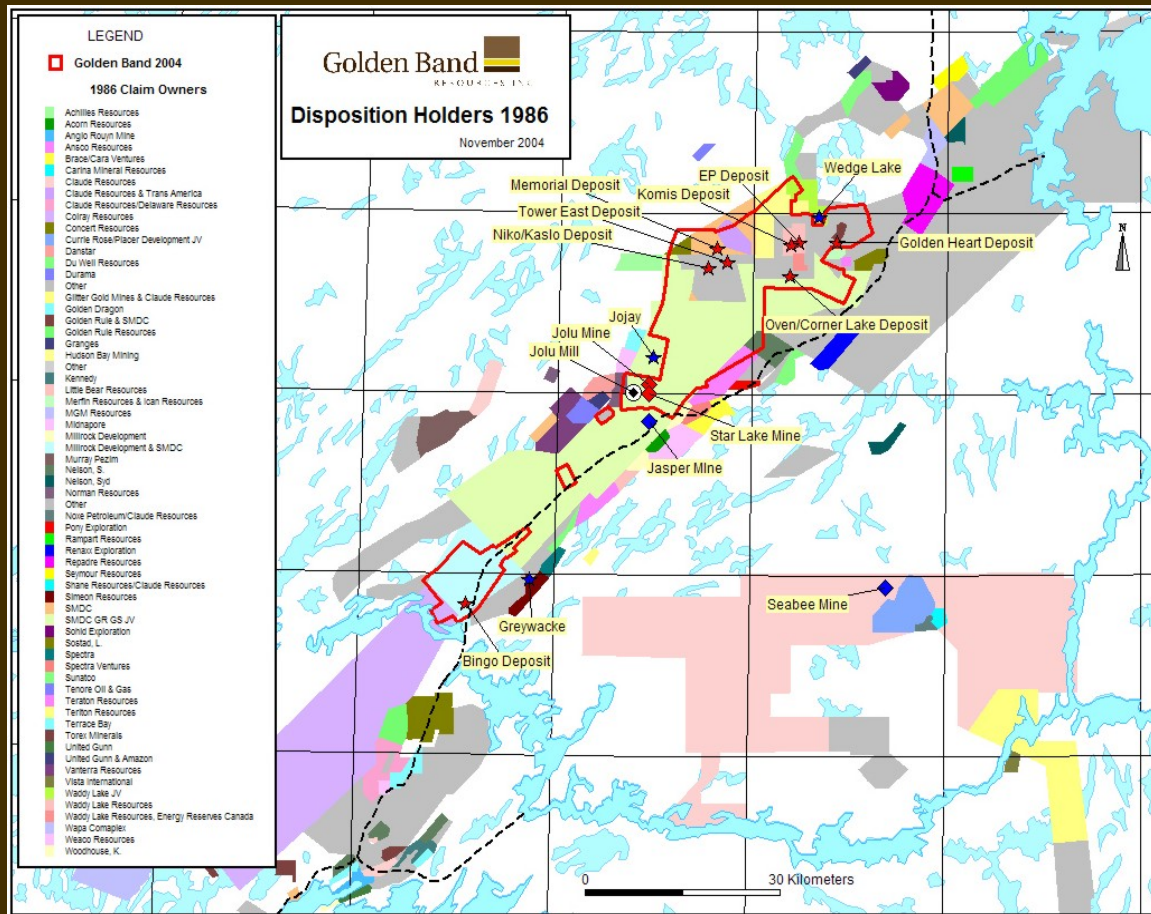 LEGEND
Golden Band 2004
1986 Claim Owners
Achilles Resources
Acorn Resources
Anglo Rouyn Mine
Ansco Resources
Brace/Cara Ventures
Carina Mineral Resources
Claude Resources
Claude Resources & Trans America
Claude Resources/Delaware Resources
Colray Resources
Concert Resources
Currie Rose/Placer Development JV
Danstar
Du Well Resources
Durama
Other
Glitter Gold Mines & Claude Resources
Golden Dragon
Golden Rule & SMDC
Golden Rule Resources
Granges
Hudson Bay Mining
Other
Kennedy
Little Bear Resources
Merfin Resources & Ican Resources
MGM Resources
Midnapore
Millrock Development
Millrock Development & SMDC
Murray Pezim
Nelson, S.
Nelson, Syd
Norman Resources
Other
Noxe Petroleum/Claude Resources
Pony Exploration
Rampart Resources
Renaxx Exploration
Repadre Resources
Seymour Resources
Shane Resources/Claude Resources
Simeon Resources
SMDC
SMDC GR GS JV
Sohid Exploration
Sostad, L.
Spectra
Spectra Ventures
Sunatco
Tenore Oil & Gas
Teraton Resources
Teriton Resources
Terrace Bay
Torex Minerals
United Gunn
United Gunn & Amazon
Vanterra Resources
Vista International
Waddy Lake JV
Waddy Lake Resources
Waddy Lake Resources, Energy Reserves Canada
Wapa Comaplex
Weaco Resources
Woodhouse, K.
Golden Band
RESOURCES INC.
Disposition Holders 1986
November 2004
Wedge Lake
EP Deposit
Memorial Deposit
Komis Deposit
Tower East Deposit
Niko/Kaslo Deposit
Golden Heart Deposit
N
Jojay
Oven/Corner Lake Deposit
Jolu Mine
Jolu Mill
Star Lake Mine
Jasper MIne
Seabee Mine
Greywacke
Bingo Deposit
0 30 Kilometers